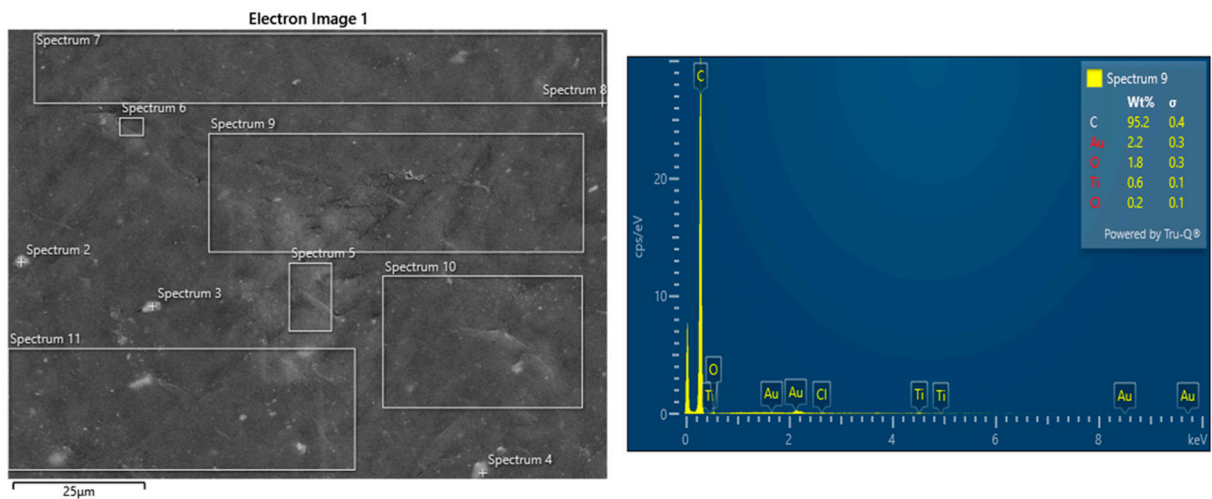 Electron Image 1
Spectrum 7
Spectrum 8
Spectrum 6
Spectrum 9
Spectrum 2
Spectrum 5
Spectrum 10
Spectrum 3
Spectrum 11
Spectrum 4
25µm
Spectrum 9
Wt% σ
C 95.2 0.4
Au 2.2 0.3
O 1.8 0.3
Ti 0.6 0.1
Cl 0.2 0.1
Powered by Tru-Q®
cps/eV
20
10
0
C
O
Ti
Au
Au
Cl
Ti
Ti
Au
Au
0 2 4 6 8 keV